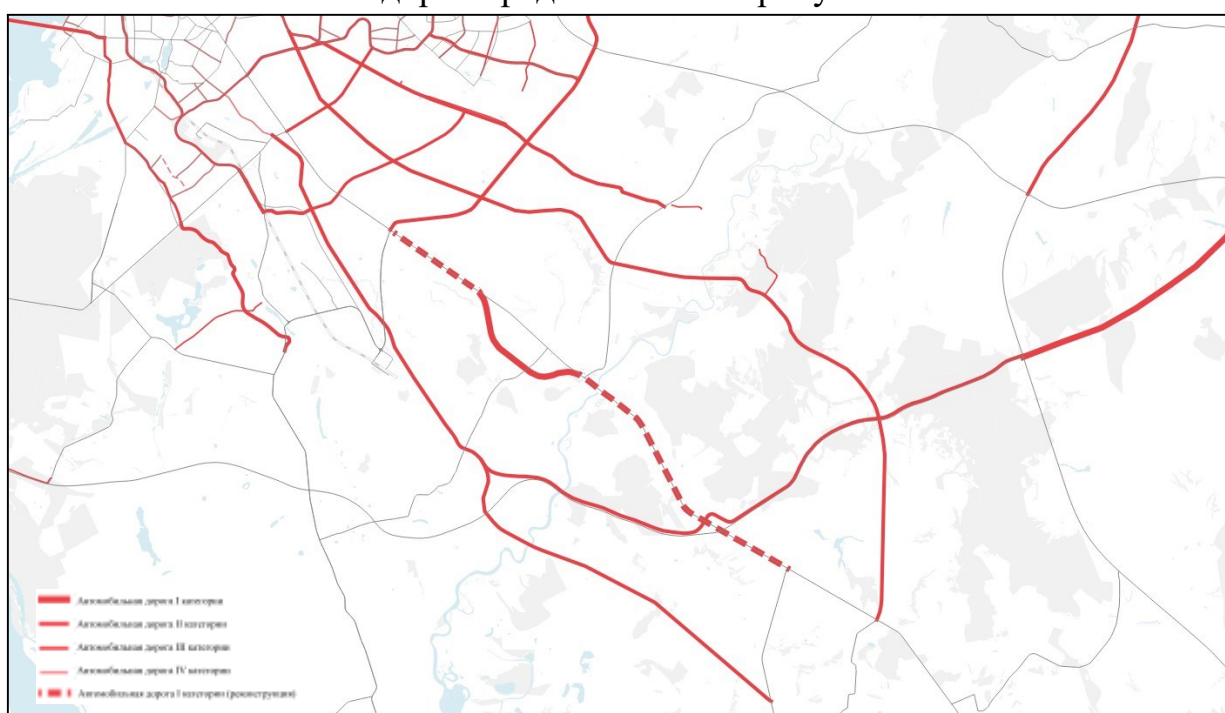 Автомобильная дорога I категории
Автомобильная дорога II категории
Автомобильная дорога III категории
Автомобильная дорога IV категории
Автомобильная дорога I категории (реконструкция)